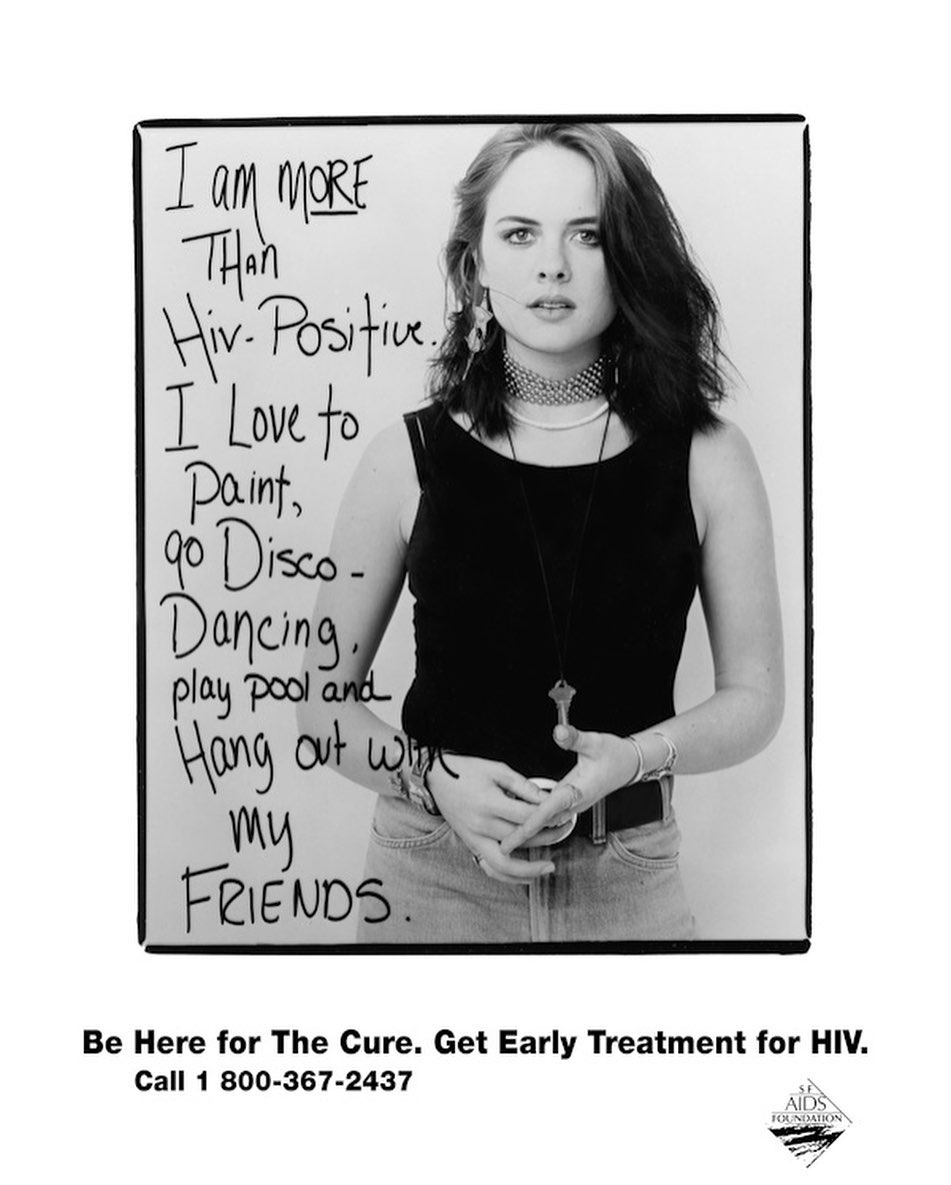 I am MORE
THAn
Hiv-Positive.
I Love to
Paint,
go Disco-
Dancing,
play pool and
Hang out with
my
FRIENDS.
Be Here for The Cure. Get Early Treatment for HIV.
Call 1 800-367-2437
SF
AIDS
FOUNDATION